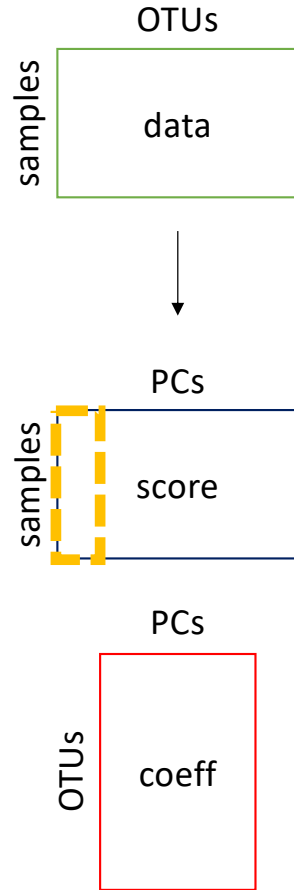 OTUs
samples
data
PCs
samples
score
PCs
OTUs
coeff